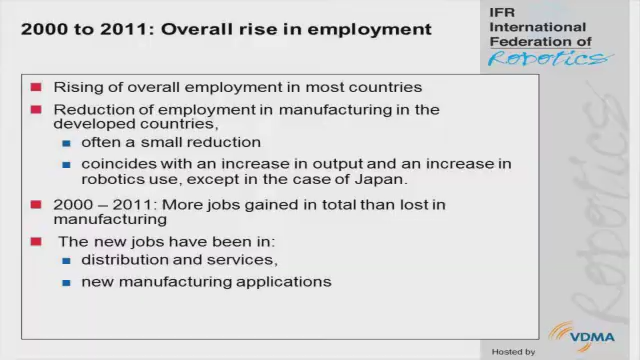 2000 to 2011: Overall rise in employment
IFR
International
Federation of
Robotics
Rising of overall employment in most countries
Reduction of employment in manufacturing in the
developed countries,
often a small reduction
coincides with an increase in output and an increase in
robotics use, except in the case of Japan.
2000 – 2011: More jobs gained in total than lost in
manufacturing
The new jobs have been in:
distribution and services,
new manufacturing applications
Robotics
Hosted by
VDMA